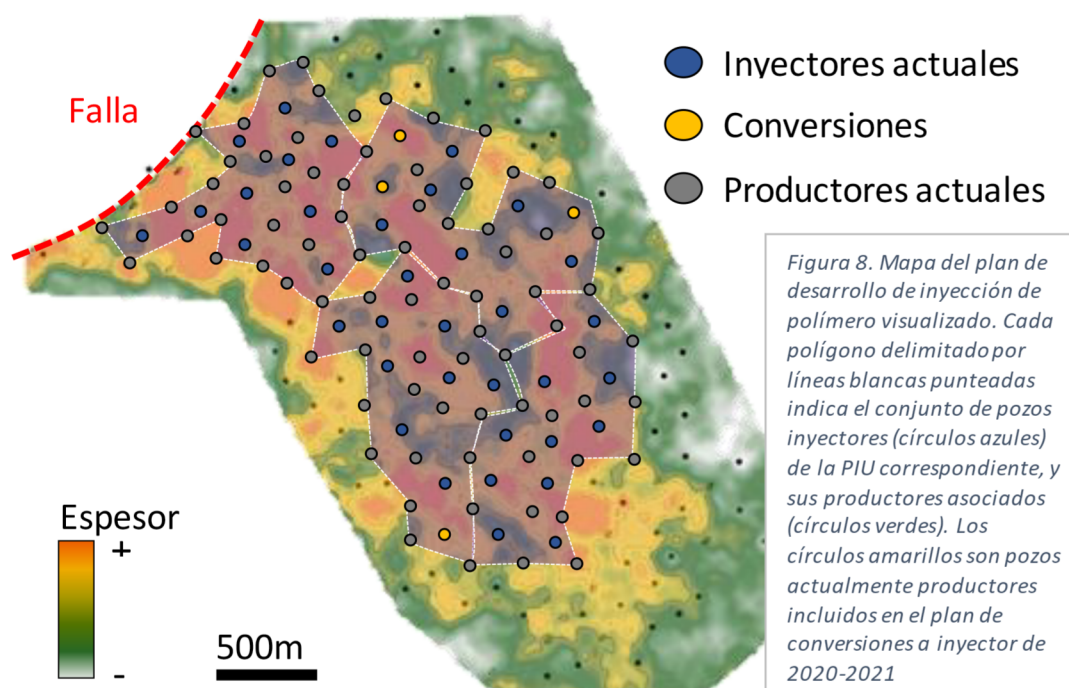 Falla
Inyectores actuales
Conversiones
Productores actuales
Figura 8. Mapa del plan de
desarrollo de inyección de
polímero visualizado. Cada
polígono delimitado por
líneas blancas punteadas
indica el conjunto de pozos
inyectores (círculos azules)
de la PIU correspondiente, y
sus productores asociados
(círculos verdes). Los
círculos amarillos son pozos
actualmente productores
incluidos en el plan de
conversiones a inyector de
2020-2021
Espesor
+
-
500m